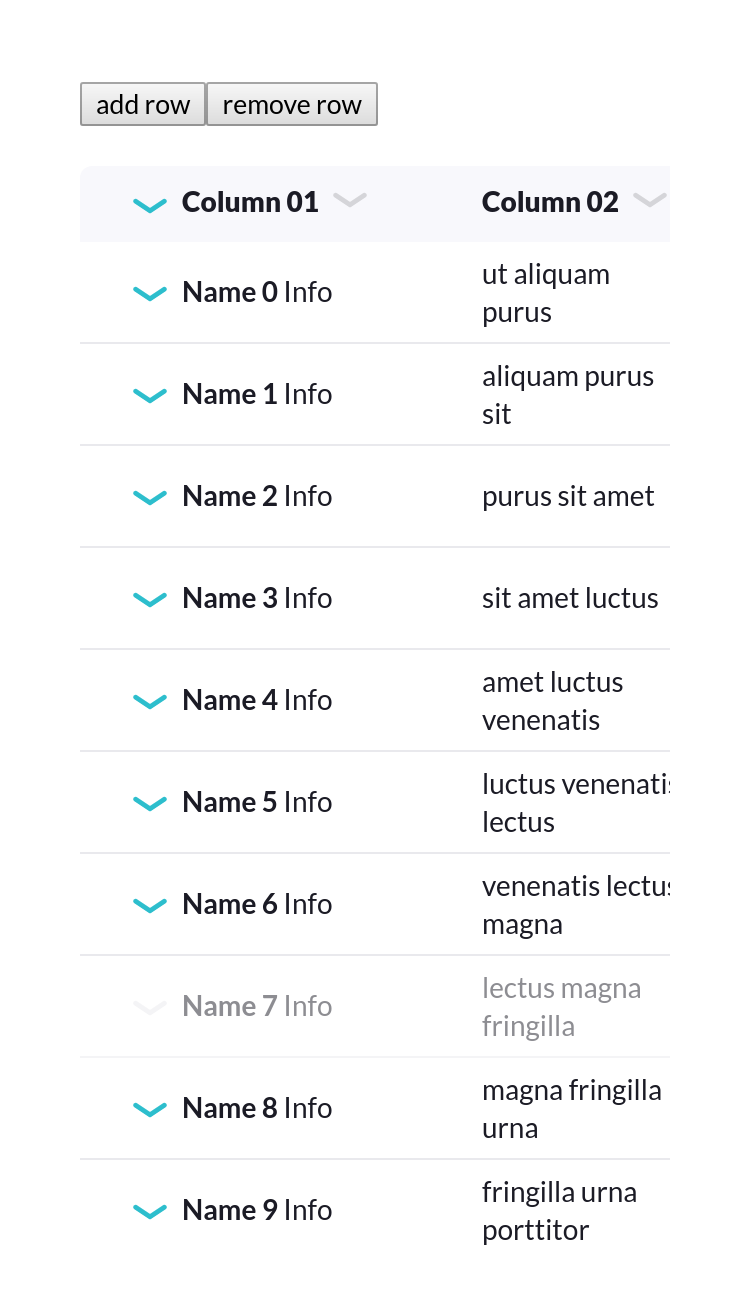 add row remove row
Column 01 Column 02
Name 0 Info ut aliquam
purus
Name 1 Info aliquam purus
sit
Name 2 Info purus sit amet
Name 3 Info sit amet luctus
Name 4 Info amet luctus
venenatis
Name 5 Info luctus venenatis
lectus
Name 6 Info venenatis lectus
magna
Name 7 Info lectus magna
fringilla
Name 8 Info magna fringilla
urna
Name 9 Info fringilla urna
porttitor